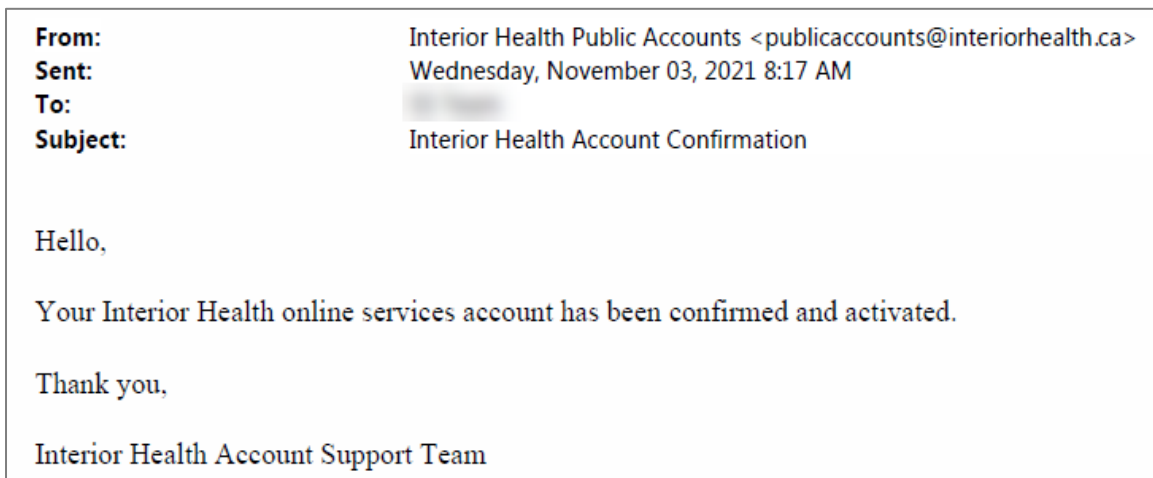 From: Interior Health Public Accounts <publicaccounts@interiorhealth.ca>
Sent: Wednesday, November 03, 2021 8:17 AM
To:
Subject: Interior Health Account Confirmation
Hello,
Your Interior Health online services account has been confirmed and activated.
Thank you,
Interior Health Account Support Team